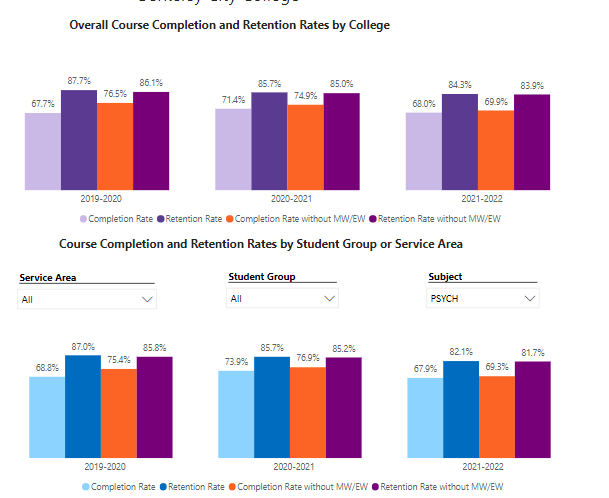 Berkeley City College
Overall Course Completion and Retention Rates by College
67.7% 87.7% 76.5% 86.1%
71.4% 85.7% 74.9% 85.0%
68.0% 84.3% 69.9% 83.9%
2019-2020 2020-2021 2021-2022
Completion Rate Retention Rate Completion Rate without MW/EW Retention Rate without MW/EW
Course Completion and Retention Rates by Student Group or Service Area
Service Area Student Group Subject
All All PSYCH
68.8% 87.0% 75.4% 85.8%
73.9% 85.7% 76.9% 85.2%
67.9% 82.1% 69.3% 81.7%
2019-2020 2020-2021 2021-2022
Completion Rate Retention Rate Completion Rate without MW/EW Retention Rate without MW/EW